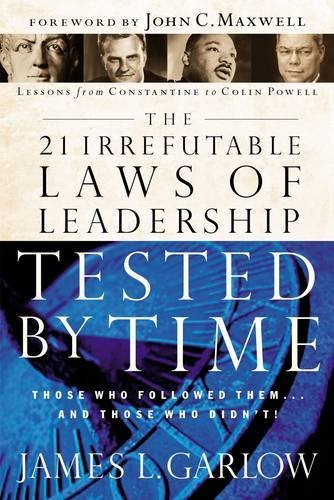 FOREWORD BY JOHN C. MAXWELL
LESSONS from CONSTANTINE to COLIN POWELL
THE
21 IRREFUTABLE
LAWS OF
LEADERSHIP
TESTED
BY TIME
THOSE WHO FOLLOWED THEM...
AND THOSE WHO DIDN'T!
JAMES L. GARLOW